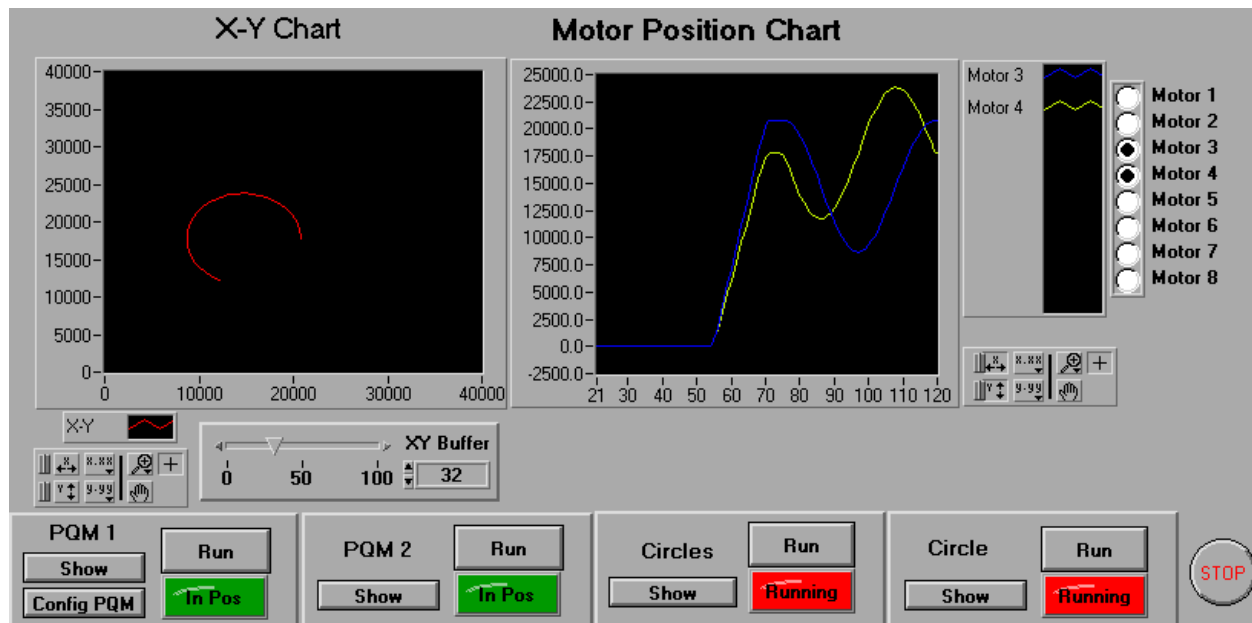 X-Y Chart
Motor Position Chart
40000
35000
30000
25000
20000
15000
10000
5000
0
0 10000 20000 30000 40000
25000.0
22500.0
20000.0
17500.0
15000.0
12500.0
10000.0
7500.0
5000.0
2500.0
0.0
-2500.0
21 30 40 50 60 70 80 90 100 110 120
Motor 3
Motor 4
Motor 1
Motor 2
Motor 3
Motor 4
Motor 5
Motor 6
Motor 7
Motor 8
X x.xx
Y y.yy
X-Y
X x.xx
Y y.yy
XY Buffer
0 50 100
32
PQM 1
Show
Config PQM
Run
In Pos
PQM 2
Show
Run
In Pos
Circles
Show
Run
Running
Circle
Show
Run
Running
STOP